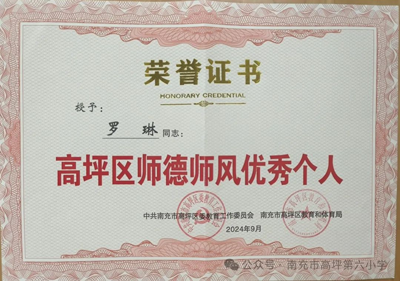 荣誉证书
HONORARY CREDENTIAL
授予:
罗 琳 同志:
高坪区师德师风优秀个人
中共南充市高坪区委教育工作委员会 南充市高坪区教育和体育局
2024年9月
公众号·南充市高坪第六小学